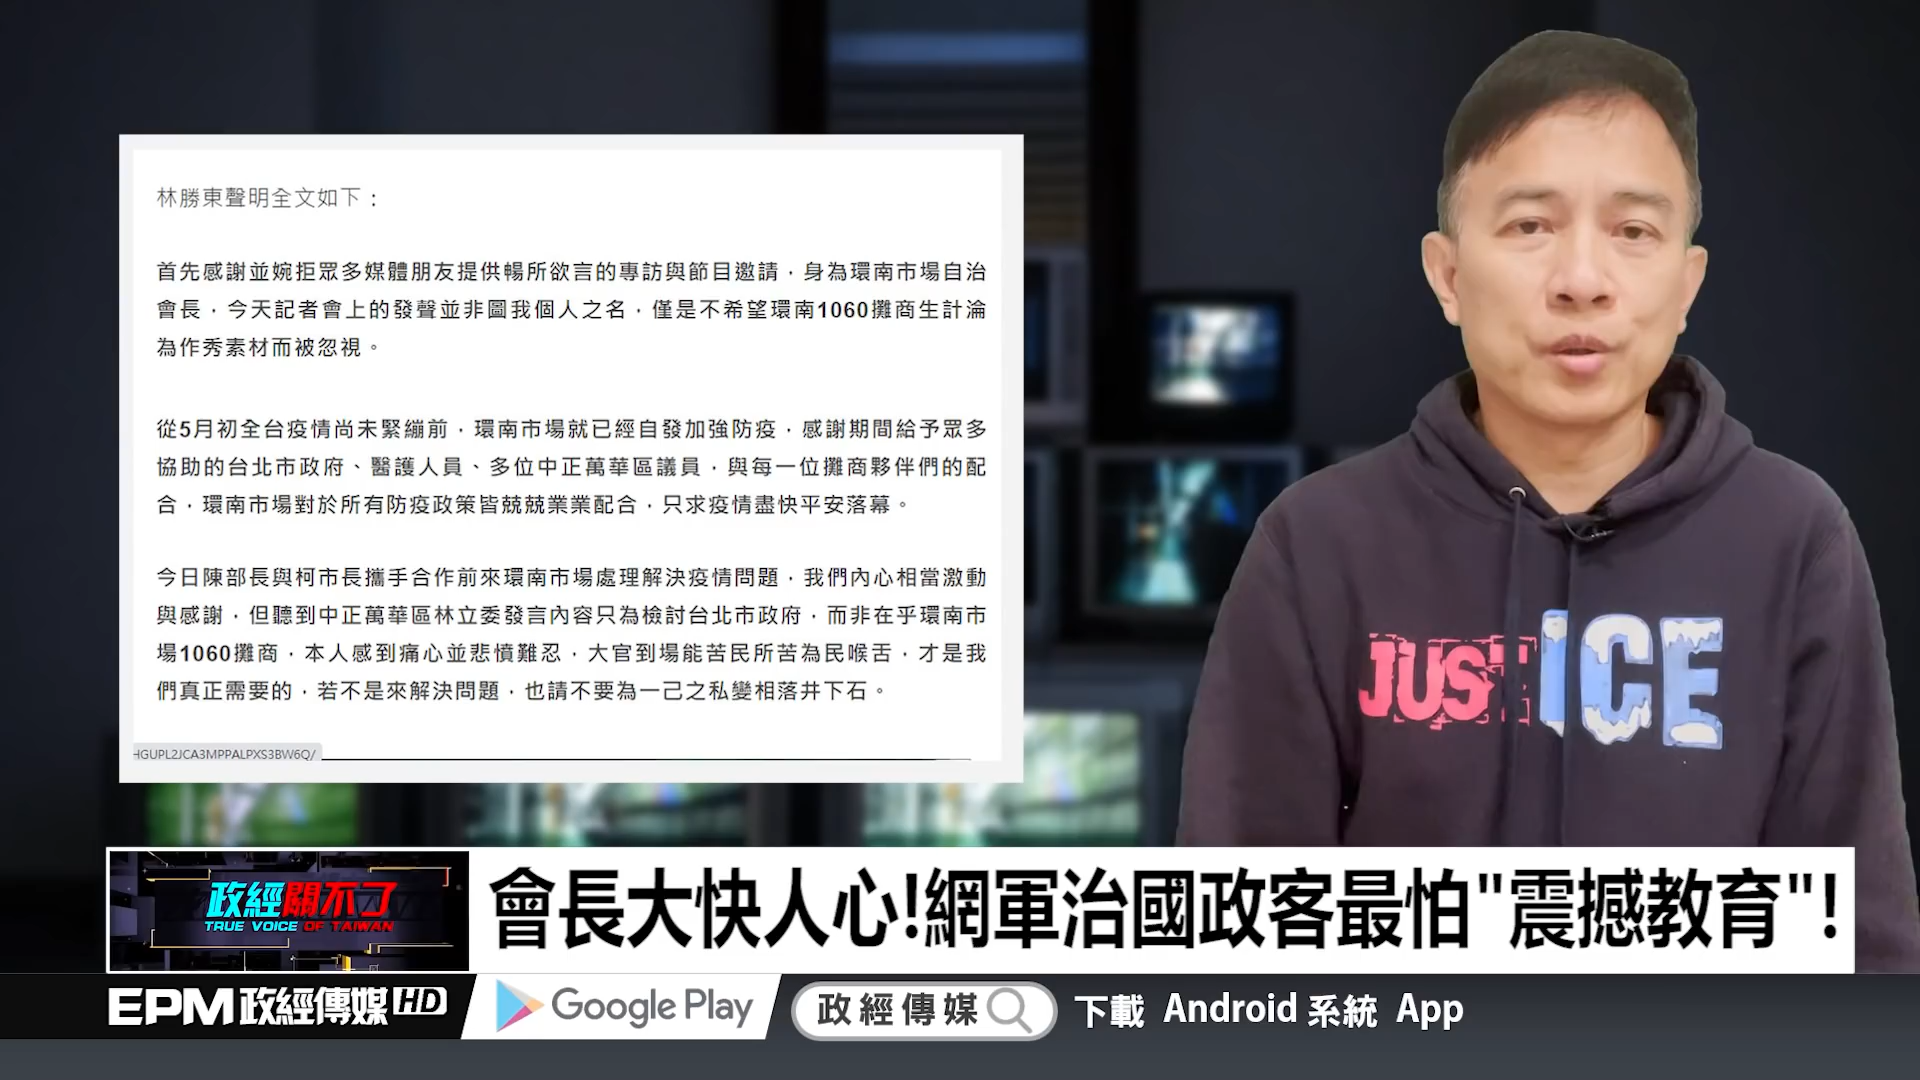 林勝東聲明全文如下：
首先感謝並婉拒眾多媒體朋友提供暢所欲言的專訪與節目邀請，身為環南市場自治
會長，今天記者會上的發聲並非圖我個人之名，僅是不希望環南1060攤商生計淪
為作秀素材而被忽視。
從5月初全台疫情尚未緊繃前，環南市場就已經自發加強防疫，感謝期間給予眾多
協助的台北市政府、醫護人員、多位中正萬華區議員，與每一位攤商夥伴們的配
合，環南市場對於所有防疫政策皆兢兢業業配合，只求疫情盡快平安落幕。
今日陳部長與柯市長攜手合作前來環南市場處理解決疫情問題，我們內心相當激動
與感謝，但聽到中正萬華區林立委發言內容只為檢討台北市政府，而非在乎環南市
場1060攤商，本人感到痛心並悲憤難忍，大官到場能苦民所苦為民喉舌，才是我
們真正需要的，若不是來解決問題，也請不要為一己之私變相落井下石。
HGUPL2JCA3MPPALPXS3BW6Q/
JUSTICE
政經關不了
TRUE VOICE OF TAIWAN
會長大快人心!網軍治國政客最怕"震撼教育"!
EPM政經傳媒HD
Google Play
政經傳媒
下載 Android 系統 App